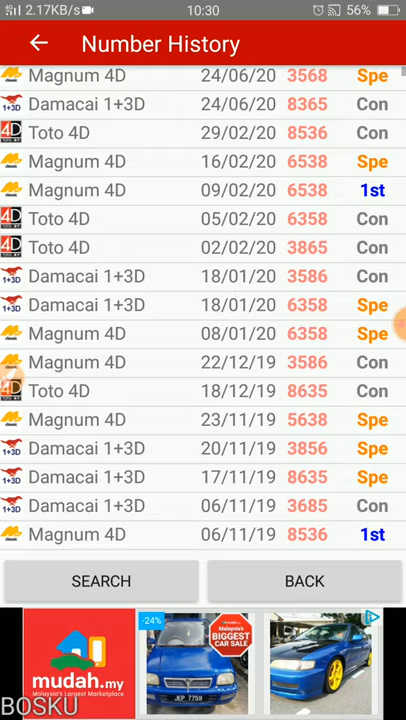 2.17KB/s 10:30 56%
Number History
Magnum 4D 24/06/20 3568 Spe
Damacai 1+3D 24/06/20 8365 Con
Toto 4D 29/02/20 8536 Con
Magnum 4D 16/02/20 6538 Spe
Magnum 4D 09/02/20 6538 1st
Toto 4D 05/02/20 6358 Con
Toto 4D 02/02/20 3865 Con
Damacai 1+3D 18/01/20 3586 Con
Damacai 1+3D 18/01/20 6358 Spe
Magnum 4D 08/01/20 6358 Spe
Magnum 4D 22/12/19 3586 Con
Toto 4D 18/12/19 8635 Con
Magnum 4D 23/11/19 5638 Spe
Damacai 1+3D 20/11/19 3856 Spe
Damacai 1+3D 17/11/19 8635 Spe
Damacai 1+3D 06/11/19 3685 Con
Magnum 4D 06/11/19 8536 1st
SEARCH BACK
-24%
Malaysia's
BIGGEST
CAR SALE
mudah.my
Malaysia's Largest Marketplace
JEP 7759
BOSKU